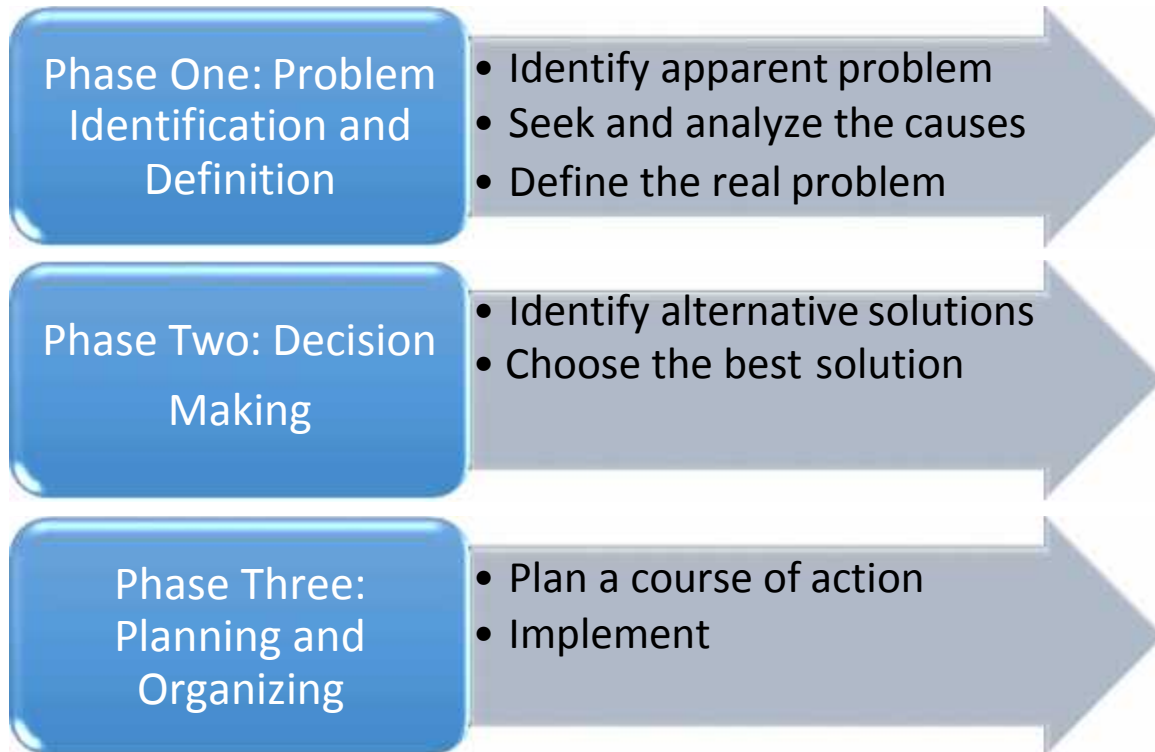 Phase One: Problem
Identification and
Definition
• Identify apparent problem
• Seek and analyze the causes
• Define the real problem
Phase Two: Decision
Making
• Identify alternative solutions
• Choose the best solution
Phase Three:
Planning and
Organizing
• Plan a course of action
• Implement